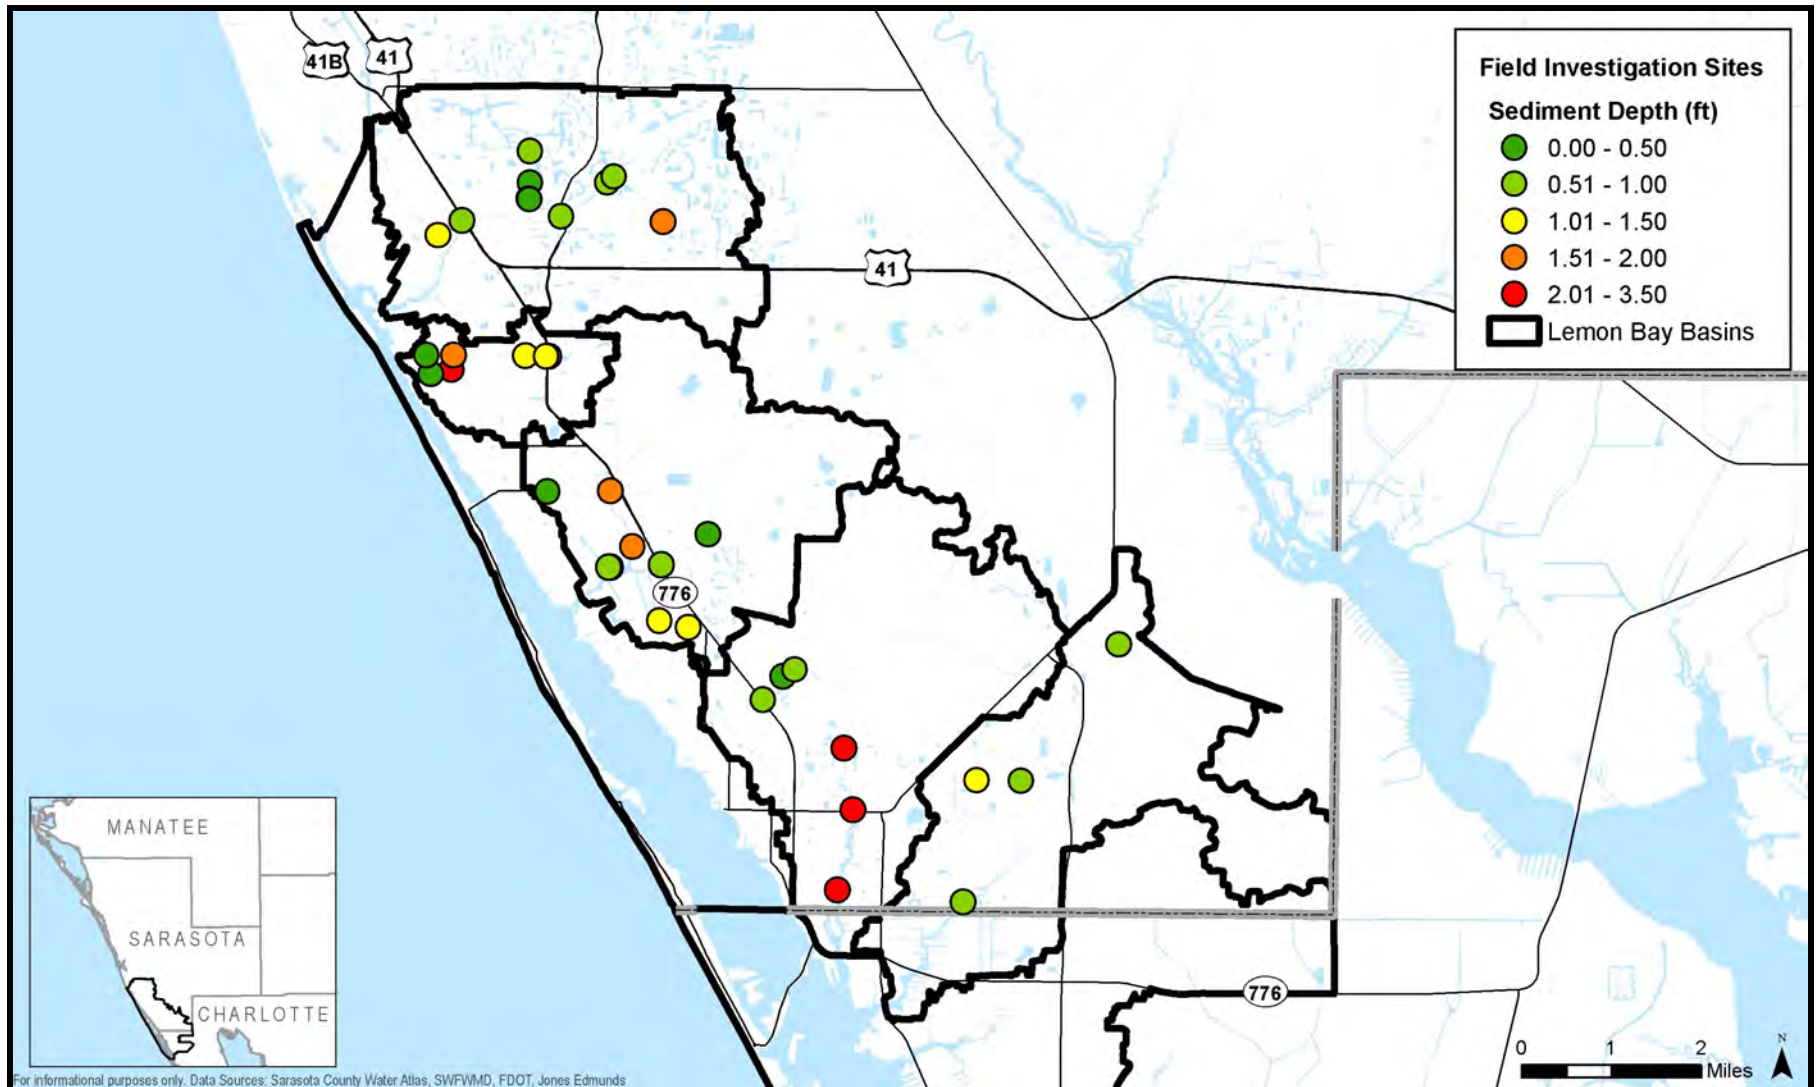 41B
41
Field Investigation Sites
Sediment Depth (ft)
0.00 - 0.50
0.51 - 1.00
1.01 - 1.50
1.51 - 2.00
2.01 - 3.50
Lemon Bay Basins
41
776
MANATEE
SARASOTA
CHARLOTTE
776
0 1 2
Miles
N
For informational purposes only. Data Sources: Sarasota County Water Atlas, SWFWMD, FDOT, Jones Edmunds